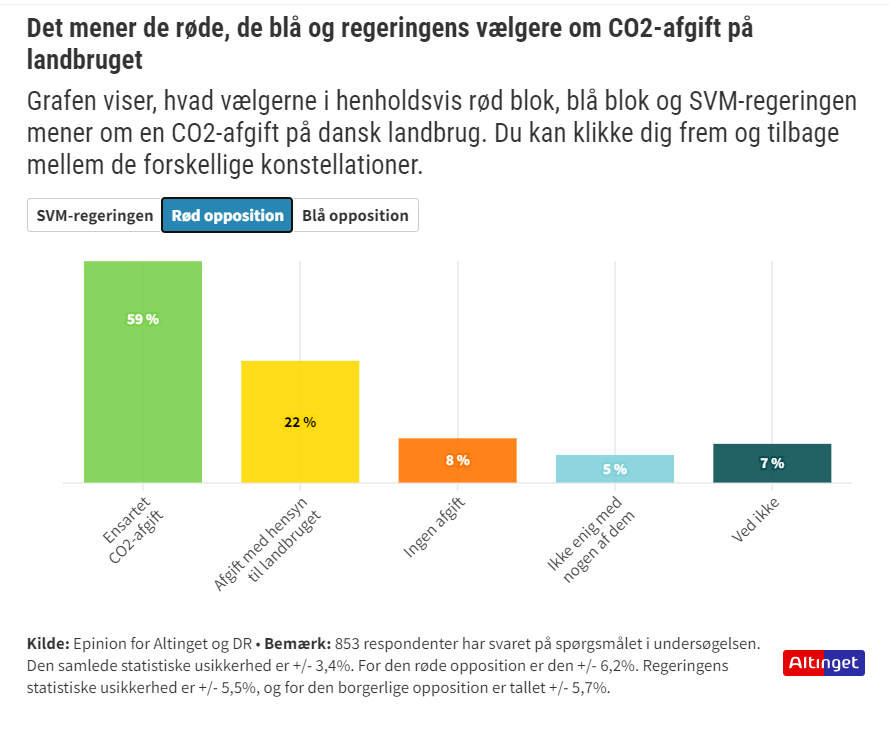 Det mener de røde, de blå og regeringens vælgere om CO2-afgift på
landbruget
Grafen viser, hvad vælgerne i henholdsvis rød blok, blå blok og SVM-regeringen
mener om en CO2-afgift på dansk landbrug. Du kan klikke dig frem og tilbage
mellem de forskellige konstellationer.
SVM-regeringen Rød opposition Blå opposition
59 %
22 %
8 %
5 %
7 %
Ensartet
CO2-afgift
Afgift med hensyn
til landbruget
Ingen afgift
Ikke enig med
nogen af dem
Ved ikke
Kilde: Epinion for Altinget og DR • Bemærk: 853 respondenter har svaret på spørgsmålet i undersøgelsen.
Den samlede statistiske usikkerhed er +/- 3,4%. For den røde opposition er den +/- 6,2%. Regeringens
statistiske usikkerhed er +/- 5,5%, og for den borgerlige opposition er tallet +/- 5,7%.
Altinget